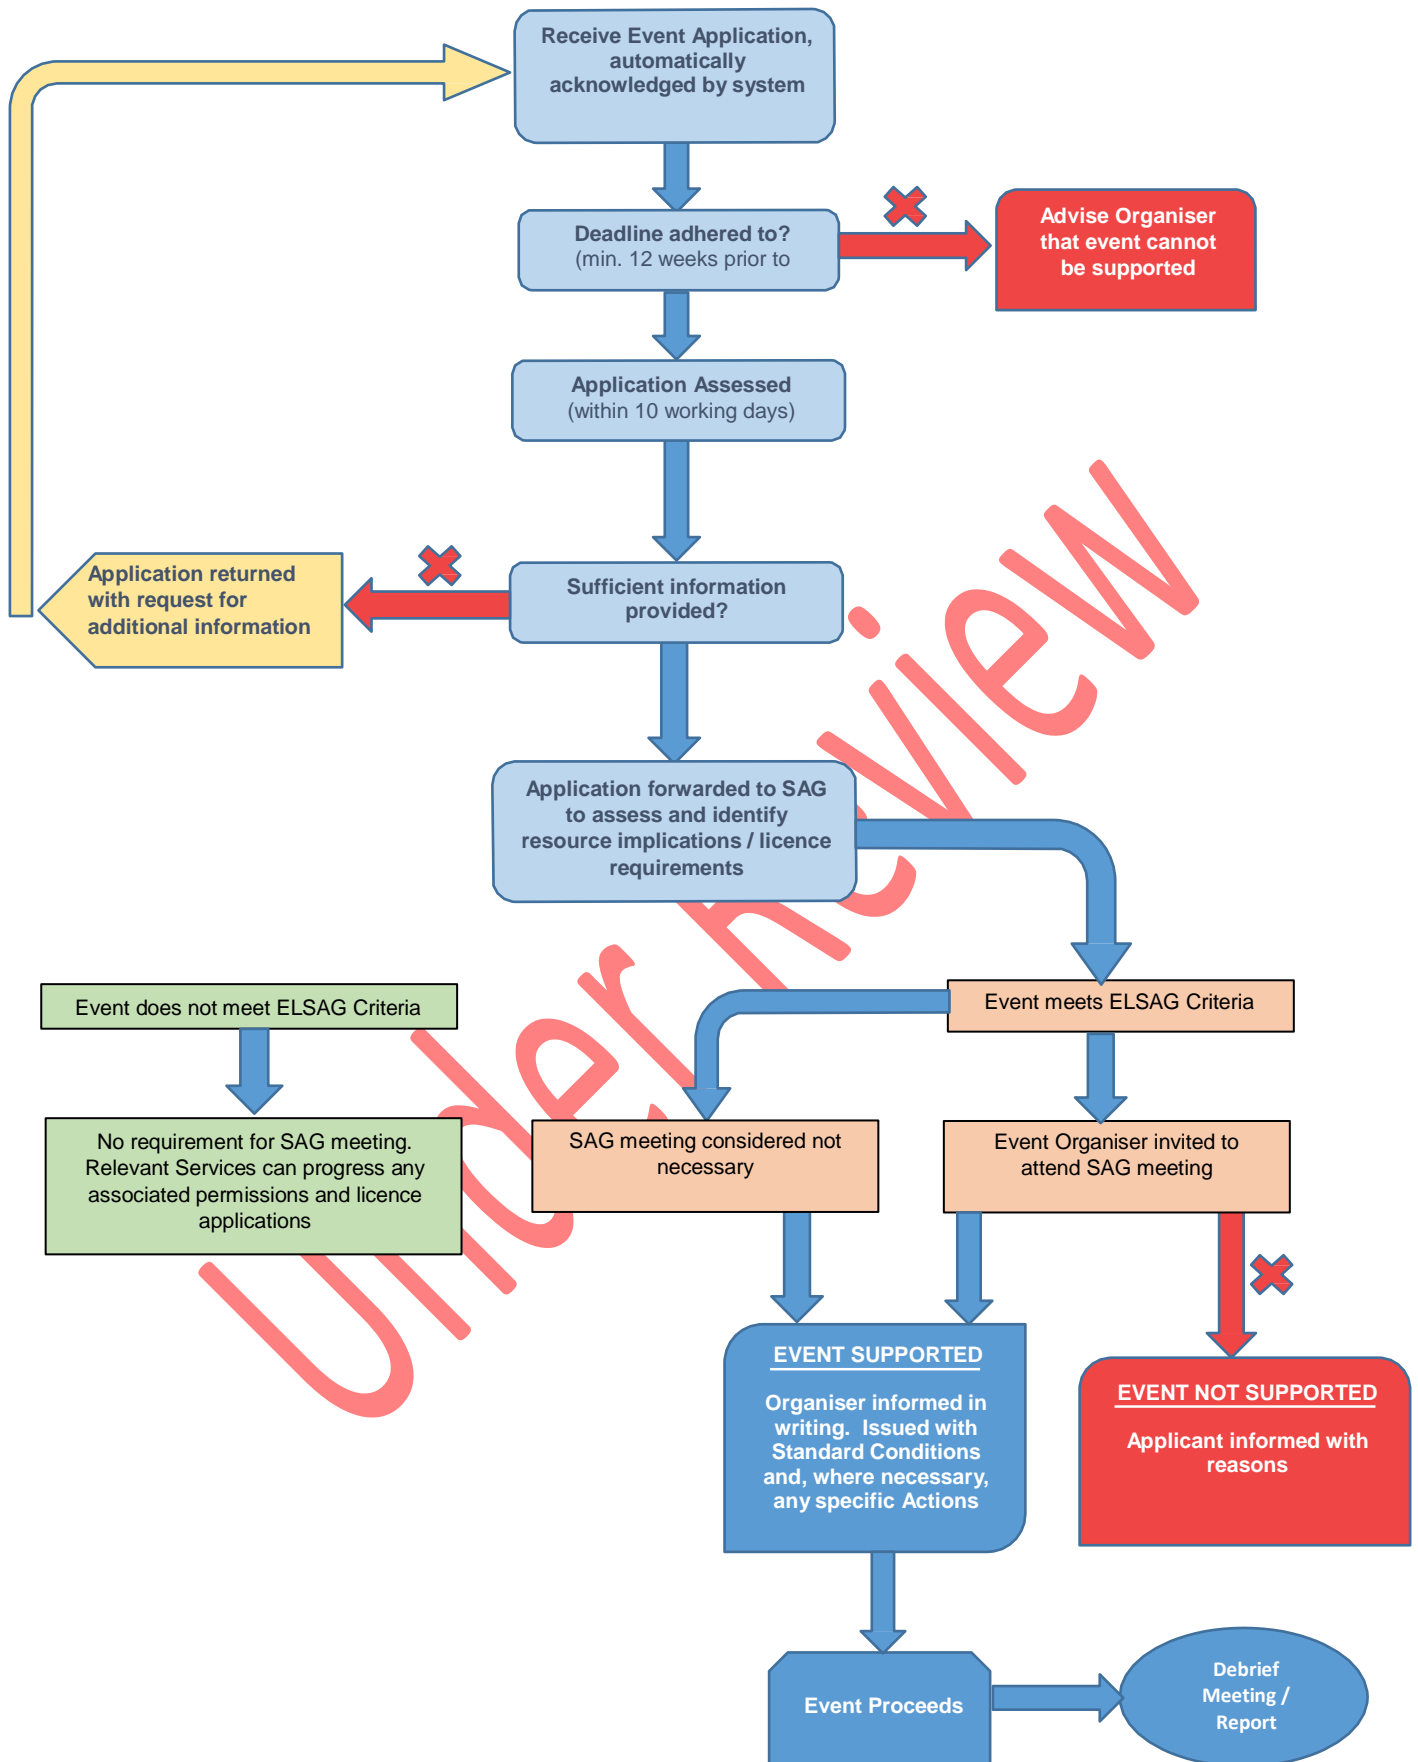 Receive Event Application,
automatically
acknowledged by system
Deadline adhered to?
(min. 12 weeks prior to
Advise Organiser
that event cannot
be supported
Application Assessed
(within 10 working days)
Sufficient information
provided?
Application returned
with request for
additional information
Application forwarded to SAG
to assess and identify
resource implications / licence
requirements
Event does not meet ELSAG Criteria
Event meets ELSAG Criteria
No requirement for SAG meeting.
Relevant Services can progress any
associated permissions and licence
applications
SAG meeting considered not
necessary
Event Organiser invited to
attend SAG meeting
EVENT SUPPORTED
Organiser informed in
writing.  Issued with
Standard Conditions
and, where necessary,
any specific Actions
EVENT NOT SUPPORTED
Applicant informed with
reasons
Event Proceeds
Debrief
Meeting /
Report
Under Review